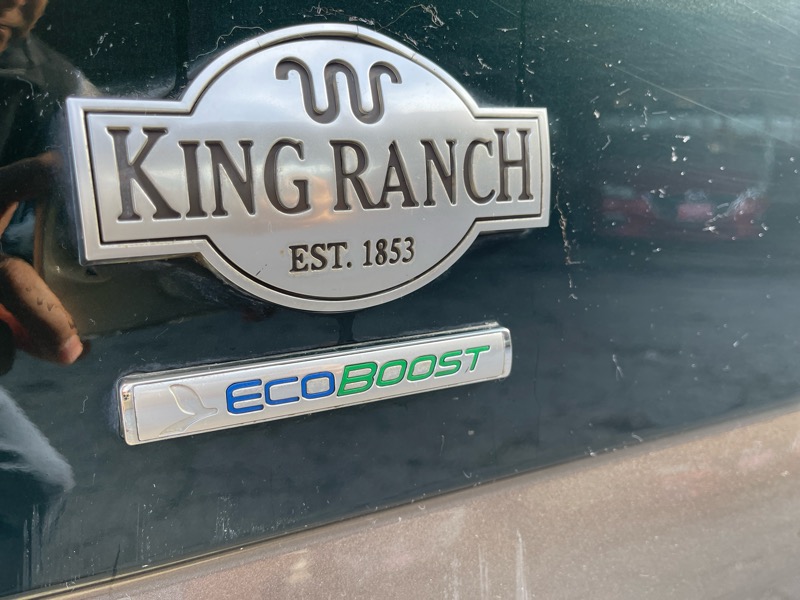 KING RANCH
EST. 1853
ECOBOOST